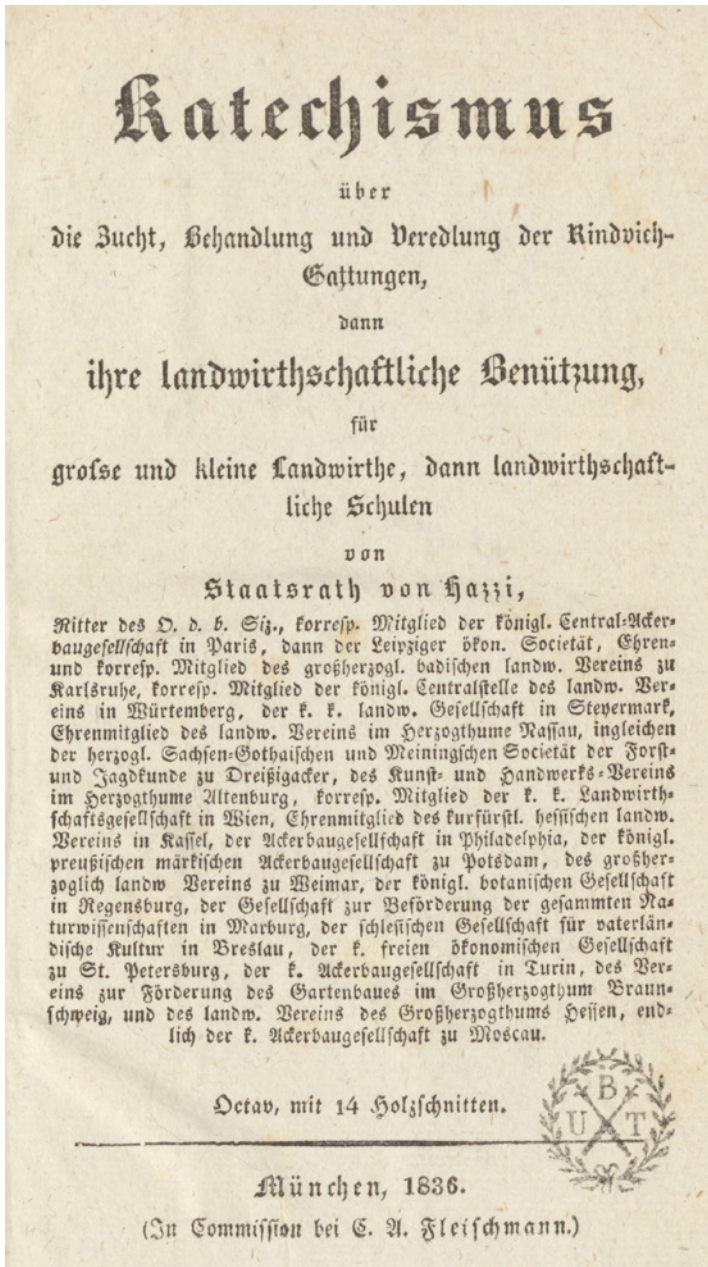 Katechismus
über
die Zucht, Behandlung und Veredlung der Rindvieh-
Gattungen,
dann
ihre landwirthschaftliche Benützung,
für
grosse und kleine Landwirthe, dann landwirthschaft-
liche Schulen
von
Staatsrath von Hazzi,
Ritter des O. d. b. Siz., korresp. Mitglied der königl. Central-Acker-
baugesellschaft in Paris, dann der Leipziger ökon. Societät, Ehren-
und korresp. Mitglied des großherzogl. badischen landw. Vereins zu
Karlsruhe, korresp. Mitglied der königl. Centralstelle des landw. Ver-
eins in Würtemberg, der k. k. landw. Gesellschaft in Steyermark,
Ehrenmitglied des landw. Vereins im Herzogthume Nassau, ingleichen
der herzogl. Sachsen-Gothaischen und Meiningschen Societät der Forst-
und Jagdkunde zu Dreißigacker, des Kunst- und Handwerks-Vereins
im Herzogthume Altenburg, korresp. Mitglied der k. k. Landwirth-
schaftsgesellschaft in Wien, Ehrenmitglied des kurfürstl. hessischen landw.
Vereins in Kassel, der Ackerbaugesellschaft in Philadelphia, der königl.
preußischen märkischen Ackerbaugesellschaft zu Potsdam, des großher-
zoglich landw Vereins zu Weimar, der königl. botanischen Gesellschaft
in Regensburg, der Gesellschaft zur Beförderung der gesammten Na-
turwissenschaften in Marburg, der schlesischen Gesellschaft für vaterlän-
dische Kultur in Breslau, der k. freien ökonomischen Gesellschaft
zu St. Petersburg, der k. Ackerbaugesellschaft in Turin, des Ver-
eins zur Förderung des Gartenbaues im Großherzogthum Braun-
schweig, und des landw. Vereins des Großherzogthums Hessen, end-
lich der k. Ackerbaugesellschaft zu Moscau.
Octav, mit 14 Holzschnitten.
B
U T
München, 1836.
(In Commission bei C. A. Fleischmann.)